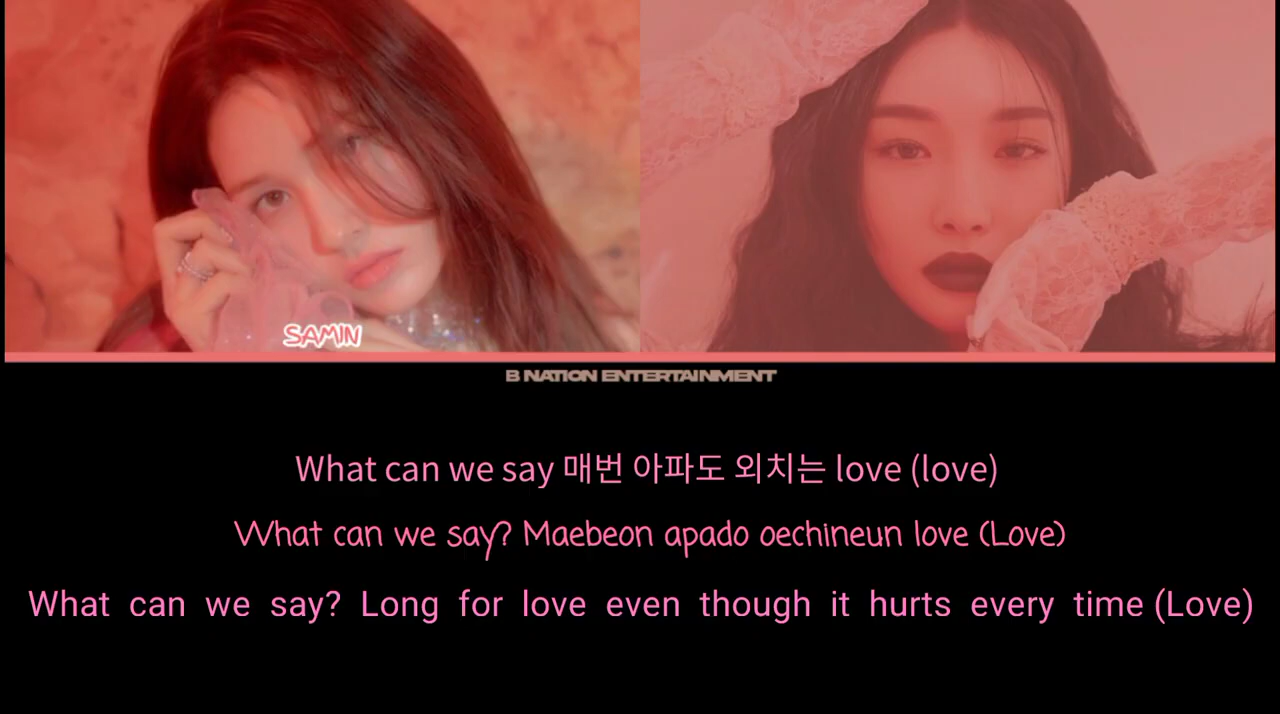 SAMIN
B NATION ENTERTAINMENT
What can we say 매번 아파도 외치는 love (love)
What can we say? Maebeon apado oechineun love (Love)
What can we say? Long for love even though it hurts every time (Love)